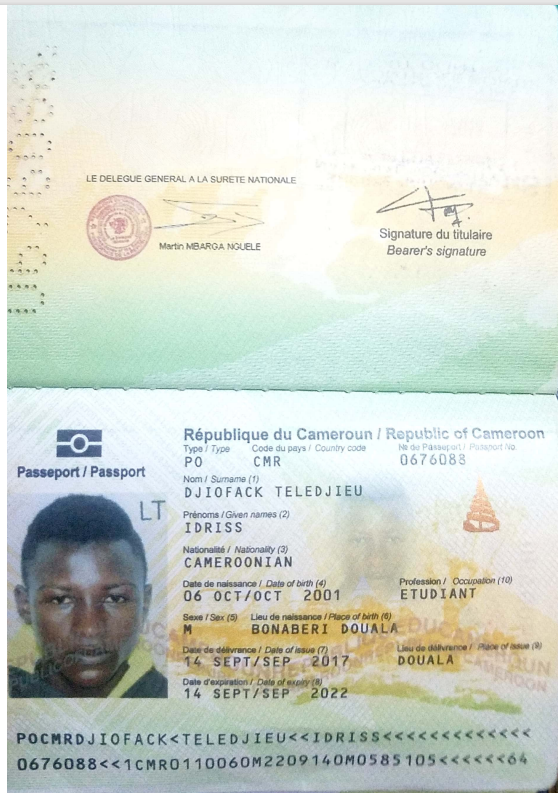 LE DELEGUE GENERAL A LA SURETE NATIONALE
Martin MBARGA NGUELE
Signature du titulaire
Bearer's signature
Passeport / Passport
République du Cameroun / Republic of Cameroon
Type / Type Code du pays / Country code № de Passeport / Passport No
PO CMR 0676083
Nom / Surname (1)
DJIOFACK TELEDJIEU
LT
Prénoms / Given names (2)
IDRISS
Nationalité / Nationality (3)
CAMEROONIAN
Date de naissance / Date of birth (4) Profession / Occupation (10)
06 OCT/OCT 2001 ETUDIANT
Sexe / Sex (5) Lieu de naissance / Place of birth (6)
M BONABERI DOUALA
Date de délivrance / Date of issue (7) Lieu de délivrance / Place of issue (9)
14 SEPT/SEP 2017 DOUALA
Date d'expiration / Date of expiry (8)
14 SEPT/SEP 2022
POCMRDJIOFACK<TELEDJIEU<<IDRISS<<<<<<<<<<<<<
0676088<<1CMR0110060M2209140M0585105<<<<<<64